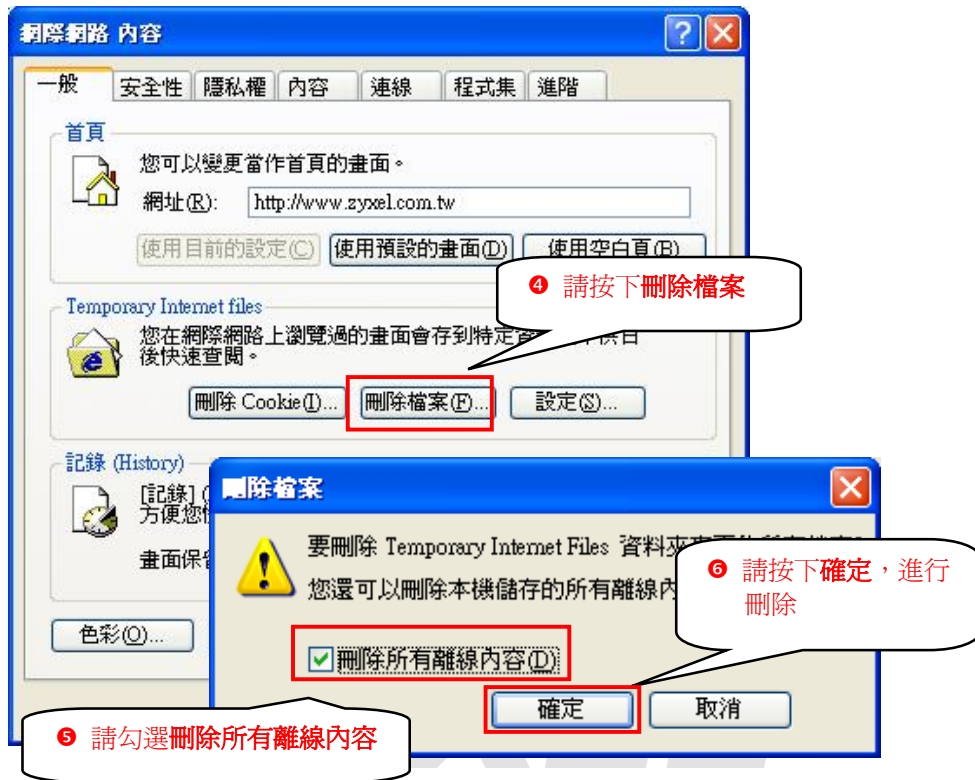 網際網路 內容
一般 安全性 隱私權 內容 連線 程式集 進階
首頁
您可以變更當作首頁的畫面。
網址(R): http://www.zyxel.com.tw
使用目前的設定(C) 使用預設的畫面(D) 使用空白頁(B)
❹ 請按下刪除檔案
Temporary Internet files
您在網際網路上瀏覽過的畫面會存到特定
後快速查閱。
刪除 Cookie(I)... 刪除檔案(F)... 設定(S)...
記錄 (History)
[記錄] (
方便您
畫面保
色彩(O)...
刪除檔案
要刪除 Temporary Internet Files 資料夾
您還可以刪除本機儲存的所有離線內
❻ 請按下確定，進行
刪除
刪除所有離線內容(D)
確定 取消
❺ 請勾選刪除所有離線內容